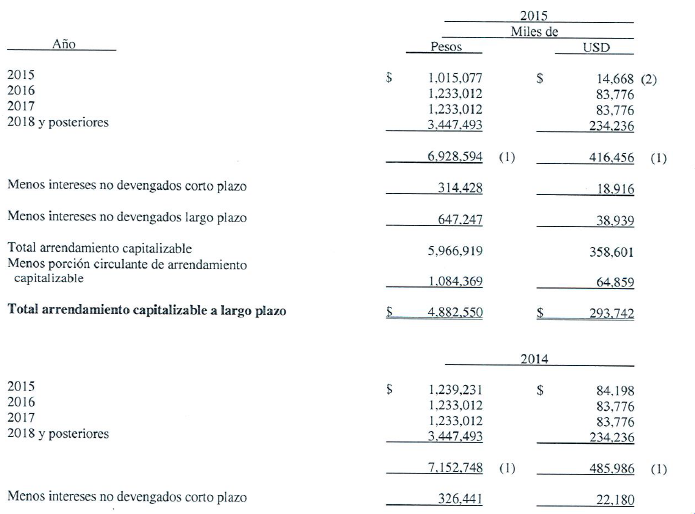 2015
Miles de
Año Pesos USD
2015 $ 1,015,077 $ 14,668 (2)
2016 1,233,012 83,776
2017 1,233,012 83,776
2018 y posteriores 3,447,493 234,236
6,928,594 (1) 416,456 (1)
Menos intereses no devengados corto plazo 314,428 18,916
Menos intereses no devengados largo plazo 647,247 38,939
Total arrendamiento capitalizable 5,966,919 358,601
Menos porción circulante de arrendamiento
capitalizable 1,084,369 64,859
Total arrendamiento capitalizable a largo plazo $ 4,882,550 $ 293,742
2014
2015 $ 1,239,231 $ 84,198
2016 1,233,012 83,776
2017 1,233,012 83,776
2018 y posteriores 3,447,493 234,236
7,152,748 (1) 485,986 (1)
Menos intereses no devengados corto plazo 326,441 22,180